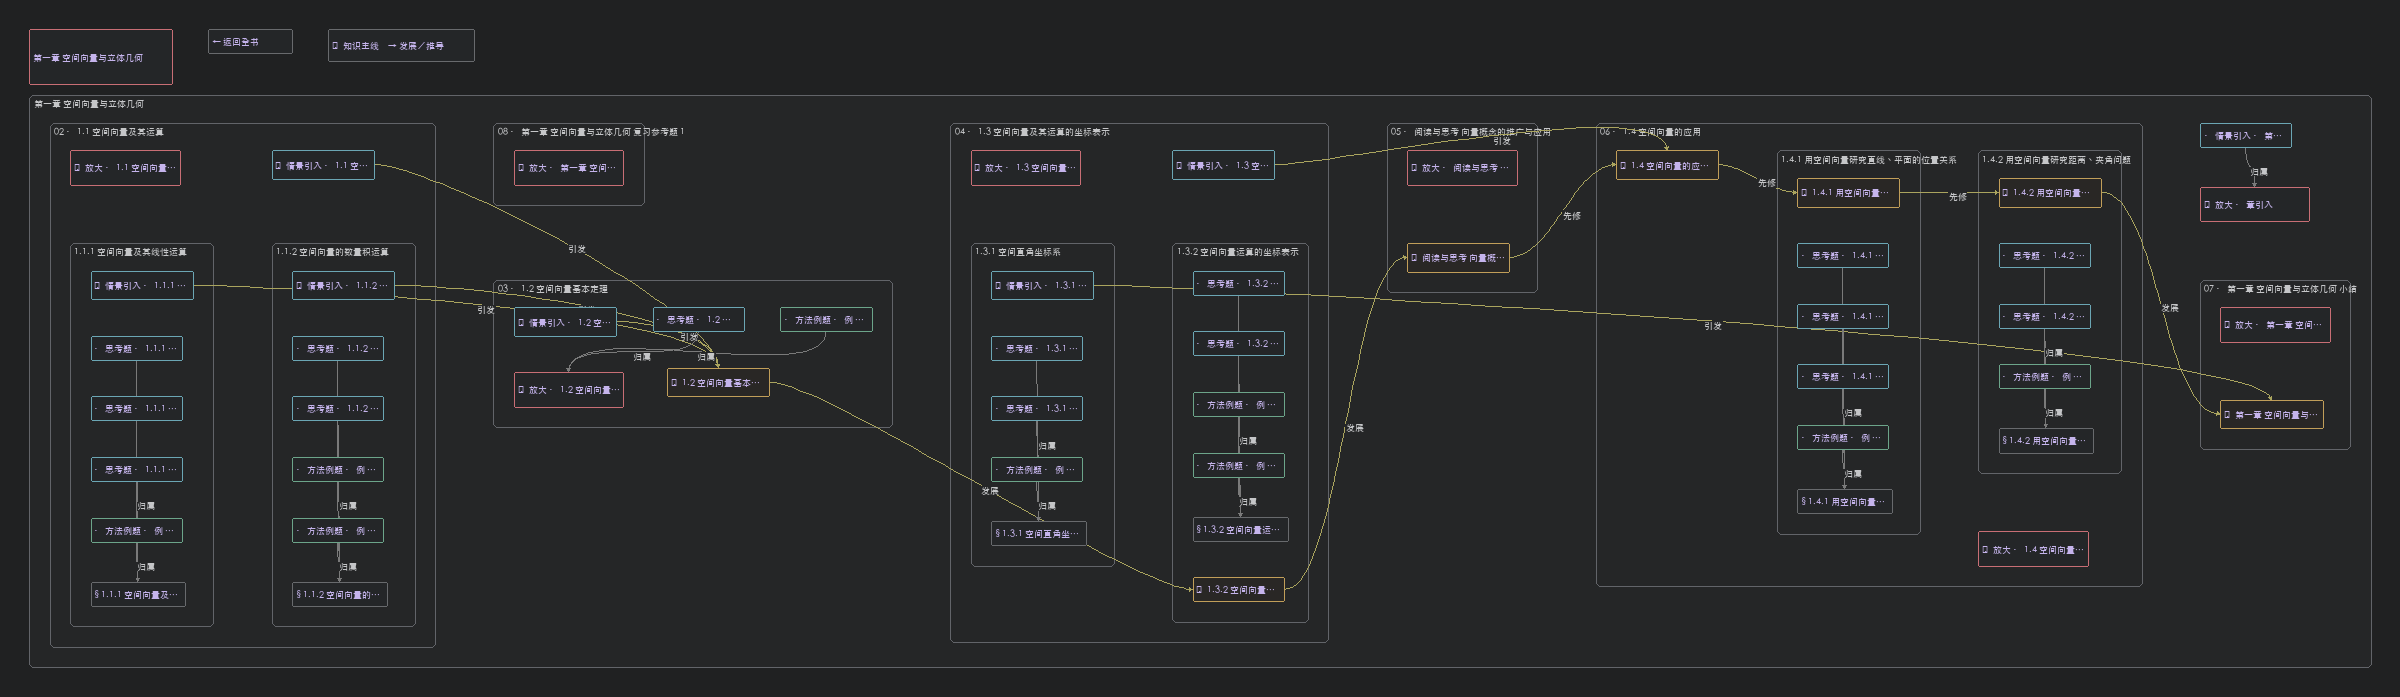 第一章 空间向量与立体几何
← 返回全书
知识主线 → 发展／推导
第一章 空间向量与立体几何
02 · 1.1 空间向量及其运算
放大 · 1.1 空间向量…
情景引入 · 1.1 空…
1.1.1 空间向量及其线性运算
情景引入 · 1.1.1 …
· 思考题 · 1.1.1 …
· 思考题 · 1.1.1 …
· 思考题 · 1.1.1 …
归属
· 方法例题 · 例 …
归属
§ 1.1.1 空间向量及…
1.1.2 空间向量的数量积运算
情景引入 · 1.1.2 …
· 思考题 · 1.1.2 …
· 思考题 · 1.1.2 …
· 方法例题 · 例 …
归属
· 方法例题 · 例 …
归属
§ 1.1.2 空间向量的…
08 · 第一章 空间向量与立体几何 复习参考题 1
放大 · 第一章 空间…
引发
03 · 1.2 空间向量基本定理
引发
情景引入 · 1.2 空…
· 思考题 · 1.2 …
· 方法例题 · 例 …
引发
归属
归属
放大 · 1.2 空间向量…
1.2 空间向量基本…
发展
04 · 1.3 空间向量及其运算的坐标表示
放大 · 1.3 空间向量…
情景引入 · 1.3 空…
1.3.1 空间直角坐标系
情景引入 · 1.3.1 …
· 思考题 · 1.3.1 …
· 思考题 · 1.3.1 …
归属
· 方法例题 · 例 …
归属
§ 1.3.1 空间直角坐…
1.3.2 空间向量运算的坐标表示
· 思考题 · 1.3.2 …
· 思考题 · 1.3.2 …
· 方法例题 · 例 …
归属
· 方法例题 · 例 …
归属
§ 1.3.2 空间向量运…
1.3.2 空间向量…
发展
05 · 阅读与思考 向量概念的推广与应用
引发
放大 · 阅读与思考 …
阅读与思考 向量概…
先修
06 · 1.4 空间向量的应用
1.4 空间向量的应…
先修
1.4.1 用空间向量研究直线、平面的位置关系
1.4.1 用空间向量…
· 思考题 · 1.4.1 …
· 思考题 · 1.4.1 …
引发
· 思考题 · 1.4.1 …
归属
· 方法例题 · 例 …
归属
§ 1.4.1 用空间向量…
先修
1.4.2 用空间向量研究距离、夹角问题
1.4.2 用空间向量…
· 思考题 · 1.4.2 …
· 思考题 · 1.4.2 …
归属
· 方法例题 · 例 …
归属
§ 1.4.2 用空间向量…
放大 · 1.4 空间向量…
发展
· 情景引入 · 第…
归属
放大 · 章引入
07 · 第一章 空间向量与立体几何 小结
放大 · 第一章 空间…
第一章 空间向量与…